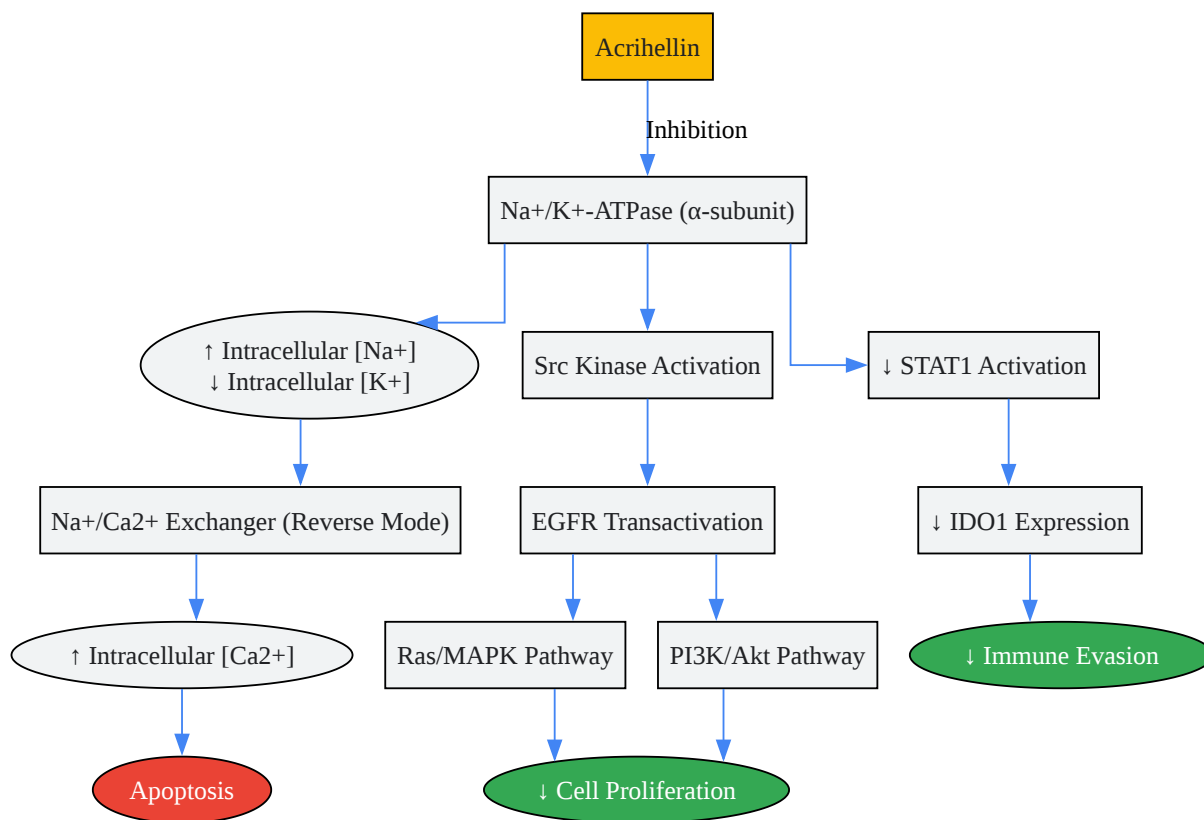 Acrihellin
Inhibition
Na+/K+-ATPase (α-subunit)
↑ Intracellular [Na+]
↓ Intracellular [K+]
Src Kinase Activation
↓ STAT1 Activation
Na+/Ca2+ Exchanger (Reverse Mode)
EGFR Transactivation
↓ IDO1 Expression
↑ Intracellular [Ca2+]
Ras/MAPK Pathway
PI3K/Akt Pathway
↓ Immune Evasion
Apoptosis
↓ Cell Proliferation